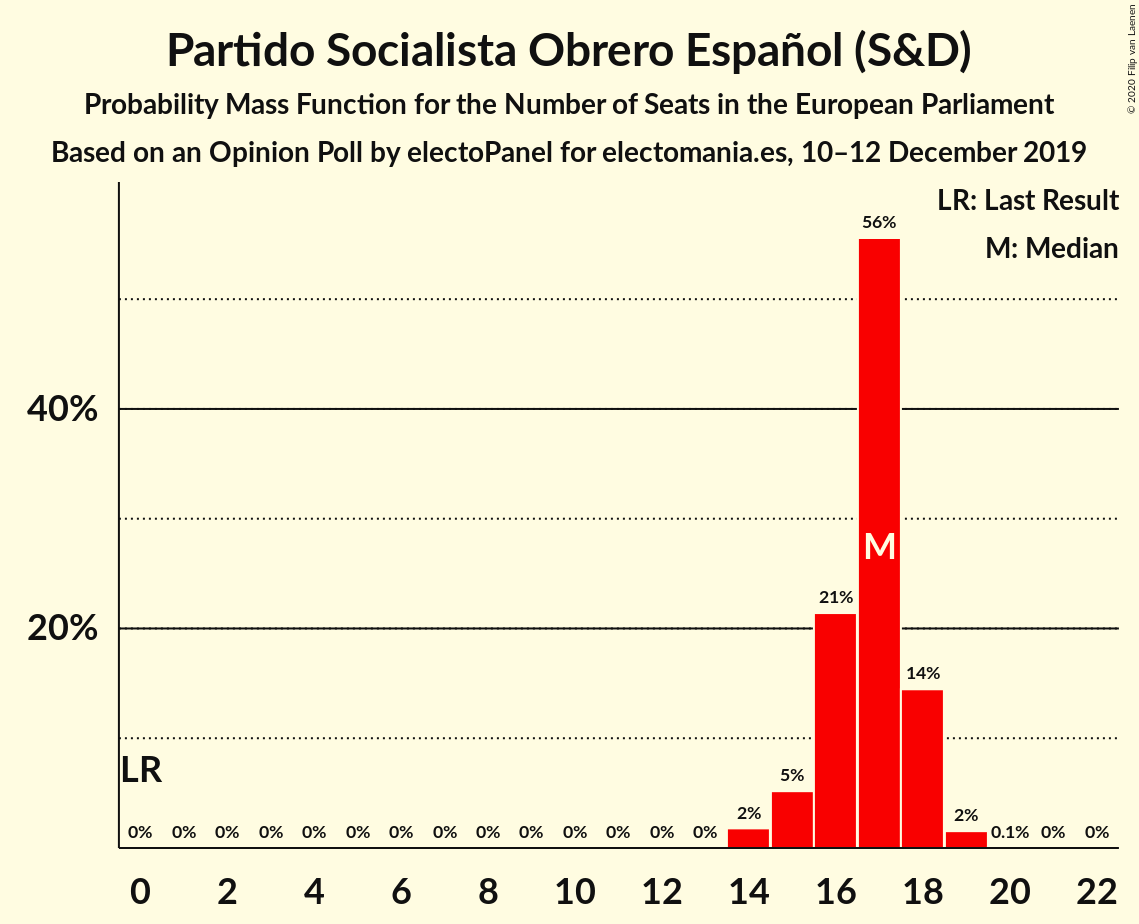 Partido Socialista Obrero Español (S&D)
Probability Mass Function for the Number of Seats in the European Parliament
Based on an Opinion Poll by electoPanel for electomania.es, 10–12 December 2019
© 2020 Filip van Laenen
LR: Last Result
M: Median
56%
40%
M
21%
20%
14%
LR
5%
2%
2%
0% 0% 0% 0% 0% 0% 0% 0% 0% 0% 0% 0% 0% 0% 0.1% 0% 0%
0 2 4 6 8 10 12 14 16 18 20 22